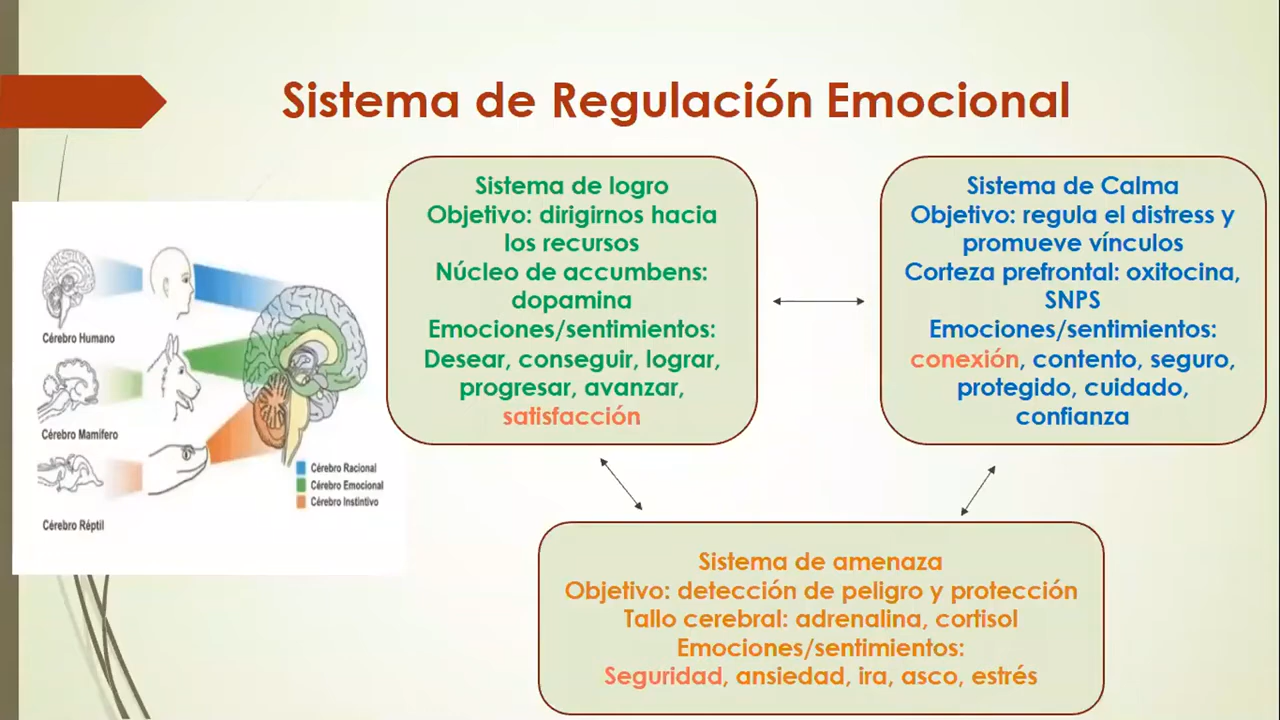 Sistema de Regulación Emocional
Sistema de logro
Objetivo: dirigirnos hacia
los recursos
Núcleo de accumbens:
dopamina
Emociones/sentimientos:
Desear, conseguir, lograr,
progresar, avanzar,
satisfacción
Sistema de Calma
Objetivo: regula el distress y
promueve vínculos
Corteza prefrontal: oxitocina,
SNPS
Emociones/sentimientos:
conexión, contento, seguro,
protegido, cuidado,
confianza
Cérebro Humano
Cérebro Mamífero
Cérebro Réptil
Cérebro Racional
Cérebro Emocional
Cérebro Instintivo
Sistema de amenaza
Objetivo: detección de peligro y protección
Tallo cerebral: adrenalina, cortisol
Emociones/sentimientos:
Seguridad, ansiedad, ira, asco, estrés